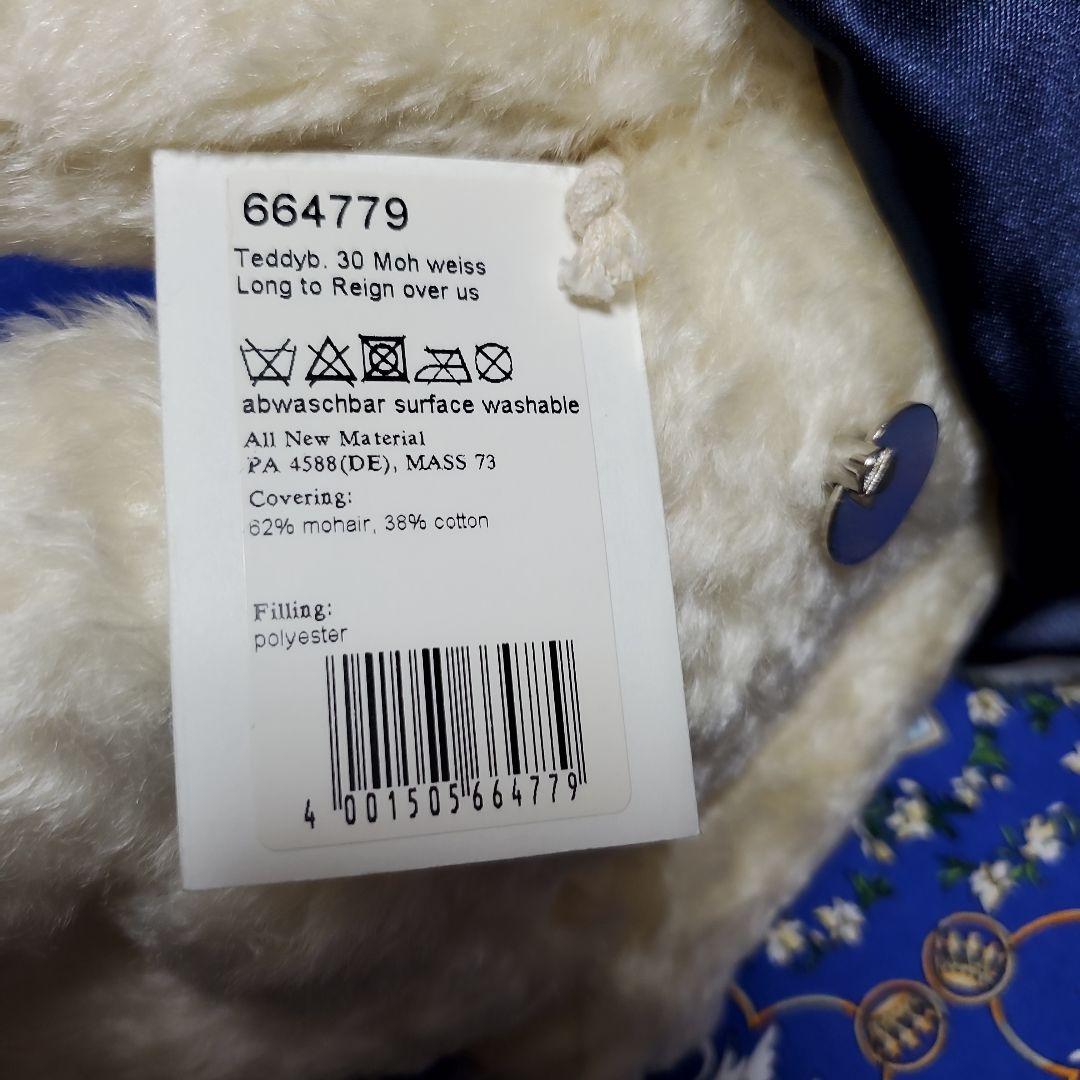 664779
Teddyb. 30 Moh weiss
Long to Reign over us
abwaschbar surface washable
All New Material
PA 4588(DE), MASS 73
Covering:
62% mohair, 38% cotton
Filling:
polyester
4 001505 664779